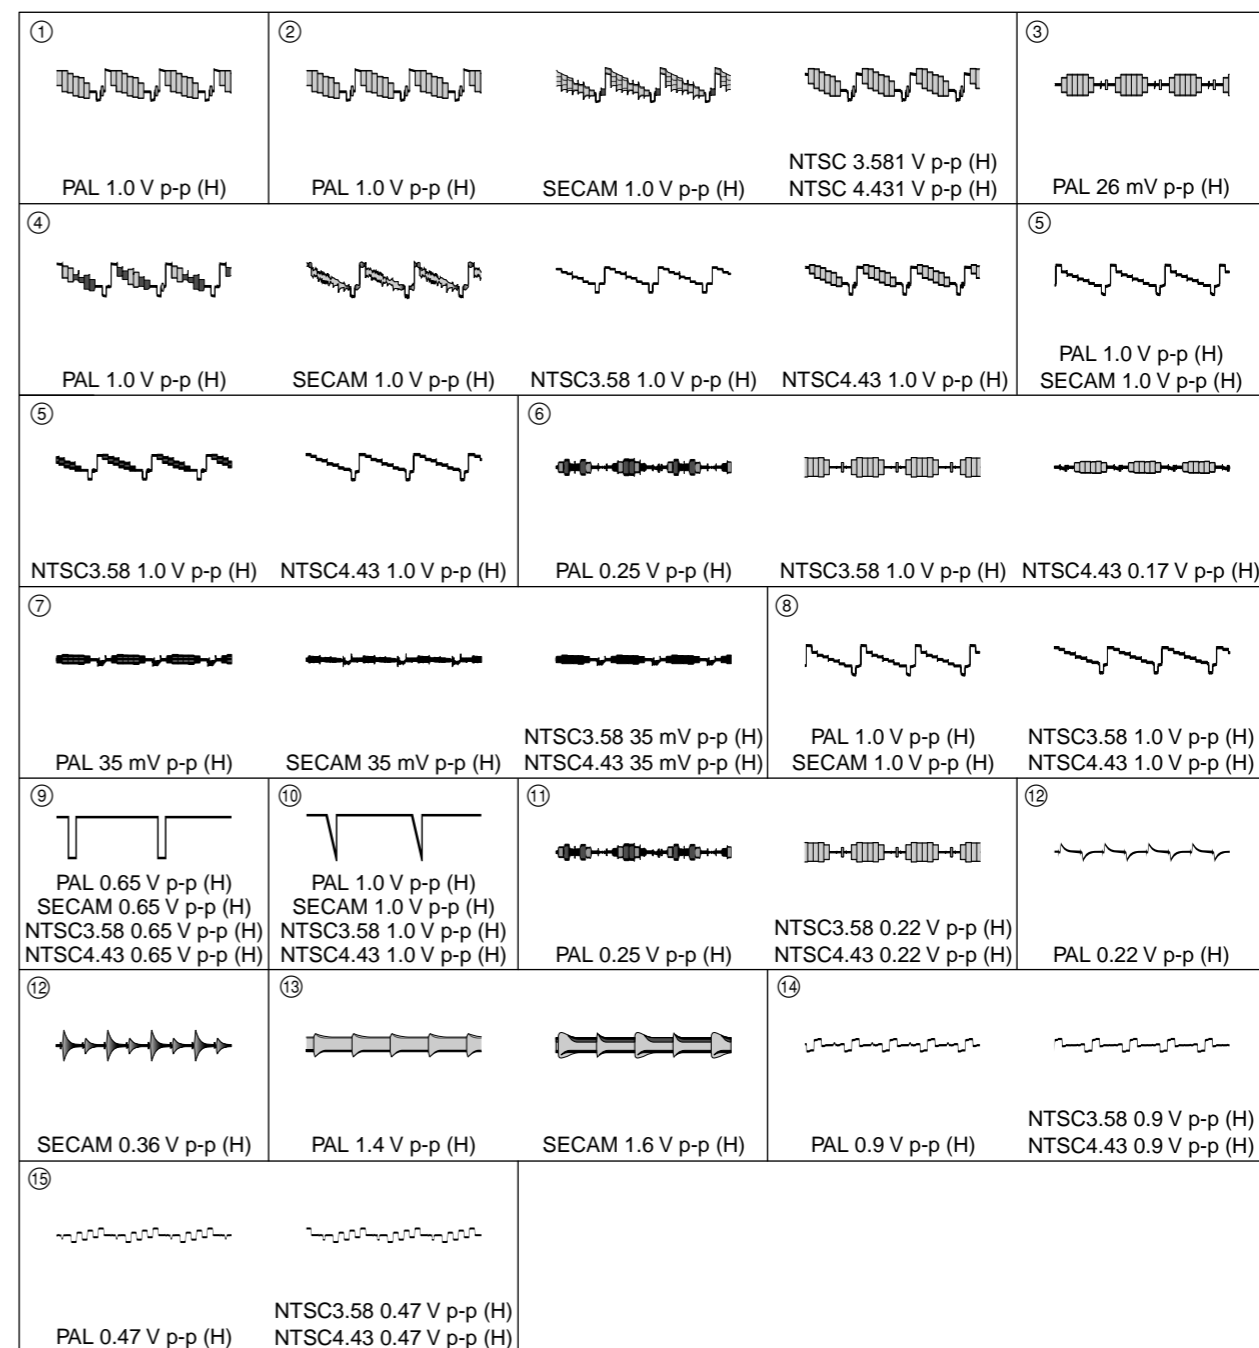 ①
PAL 1.0 V p-p (H)
②
PAL 1.0 V p-p (H)
SECAM 1.0 V p-p (H)
NTSC 3.581 V p-p (H)
NTSC 4.431 V p-p (H)
③
PAL 26 mV p-p (H)
④
PAL 1.0 V p-p (H)
SECAM 1.0 V p-p (H)
NTSC3.58 1.0 V p-p (H)
NTSC4.43 1.0 V p-p (H)
⑤
PAL 1.0 V p-p (H)
SECAM 1.0 V p-p (H)
⑤
NTSC3.58 1.0 V p-p (H)
NTSC4.43 1.0 V p-p (H)
⑥
PAL 0.25 V p-p (H)
NTSC3.58 1.0 V p-p (H)
NTSC4.43 0.17 V p-p (H)
⑦
PAL 35 mV p-p (H)
SECAM 35 mV p-p (H)
NTSC3.58 35 mV p-p (H)
NTSC4.43 35 mV p-p (H)
⑧
PAL 1.0 V p-p (H)
SECAM 1.0 V p-p (H)
NTSC3.58 1.0 V p-p (H)
NTSC4.43 1.0 V p-p (H)
⑨
PAL 0.65 V p-p (H)
SECAM 0.65 V p-p (H)
NTSC3.58 0.65 V p-p (H)
NTSC4.43 0.65 V p-p (H)
⑩
PAL 1.0 V p-p (H)
SECAM 1.0 V p-p (H)
NTSC3.58 1.0 V p-p (H)
NTSC4.43 1.0 V p-p (H)
⑪
PAL 0.25 V p-p (H)
NTSC3.58 0.22 V p-p (H)
NTSC4.43 0.22 V p-p (H)
⑫
PAL 0.22 V p-p (H)
⑫
SECAM 0.36 V p-p (H)
⑬
PAL 1.4 V p-p (H)
SECAM 1.6 V p-p (H)
⑭
PAL 0.9 V p-p (H)
NTSC3.58 0.9 V p-p (H)
NTSC4.43 0.9 V p-p (H)
⑮
PAL 0.47 V p-p (H)
NTSC3.58 0.47 V p-p (H)
NTSC4.43 0.47 V p-p (H)